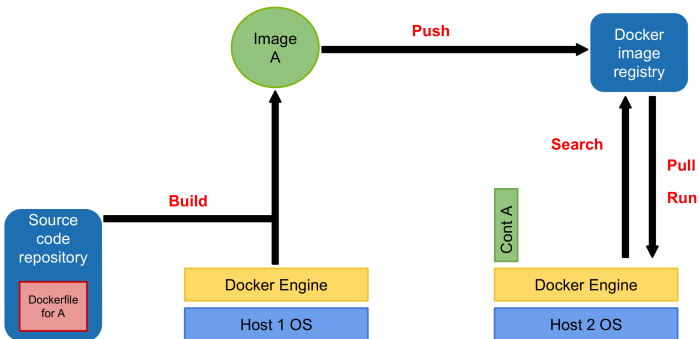 Image
A
Push
Docker
image
registry
Search
Pull
Run
Build
Cont A
Source
code
repository
Dockerfile
for A
Docker Engine
Host 1 OS
Docker Engine
Host 2 OS